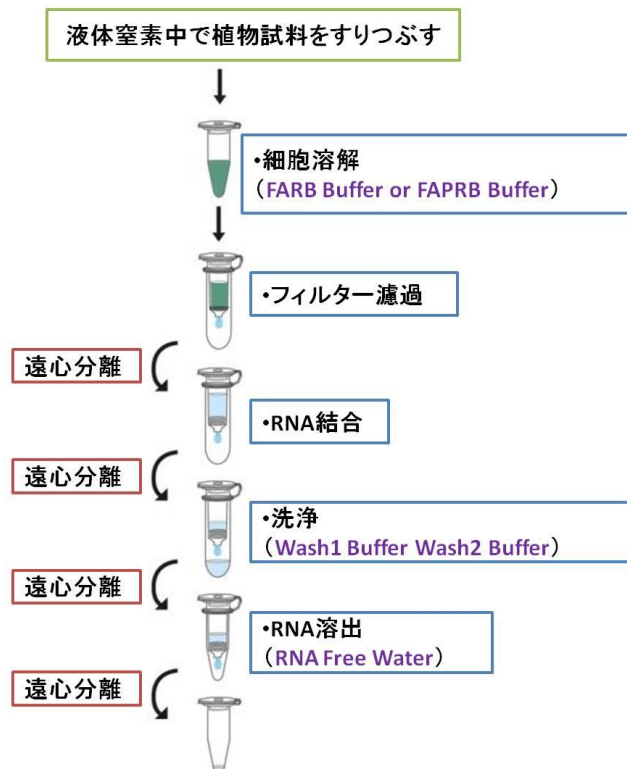 液体窒素中で植物試料をすりつぶす
・細胞溶解
（FARB Buffer or FAPRB Buffer）
・フィルター濾過
遠心分離
・RNA結合
遠心分離
・洗浄
（Wash1 Buffer Wash2 Buffer）
遠心分離
・RNA溶出
（RNA Free Water）
遠心分離